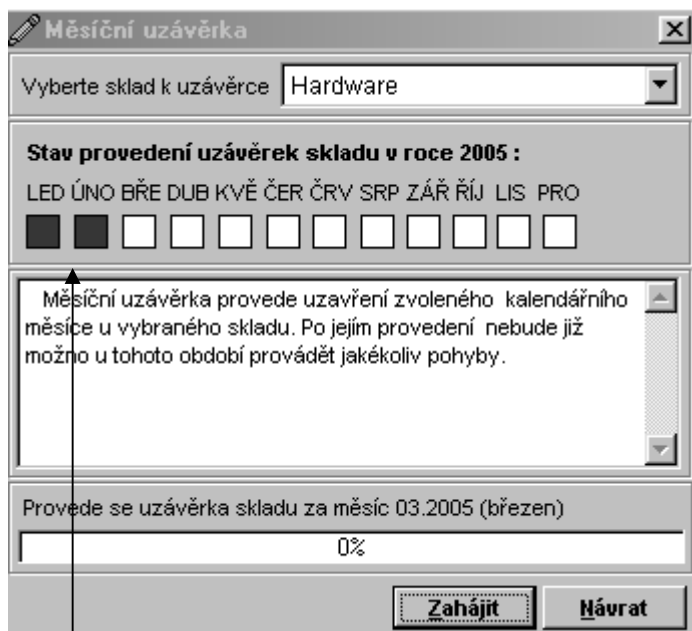 Měsíční uzávěrka
Vyberte sklad k uzávěrce Hardware
Stav provedení uzávěrek skladu v roce 2005 :
LED ÚNO BŘE DUB KVĚ ČER ČRV SRP ZÁŘ ŘÍJ LIS PRO
Měsíční uzávěrka provede uzavření zvoleného kalendářního
měsíce u vybraného skladu. Po jejím provedení nebude již
možno u tohoto období provádět jakékoliv pohyby.
Provede se uzávěrka skladu za měsíc 03.2005 (březen)
0%
Zahájit Návrat